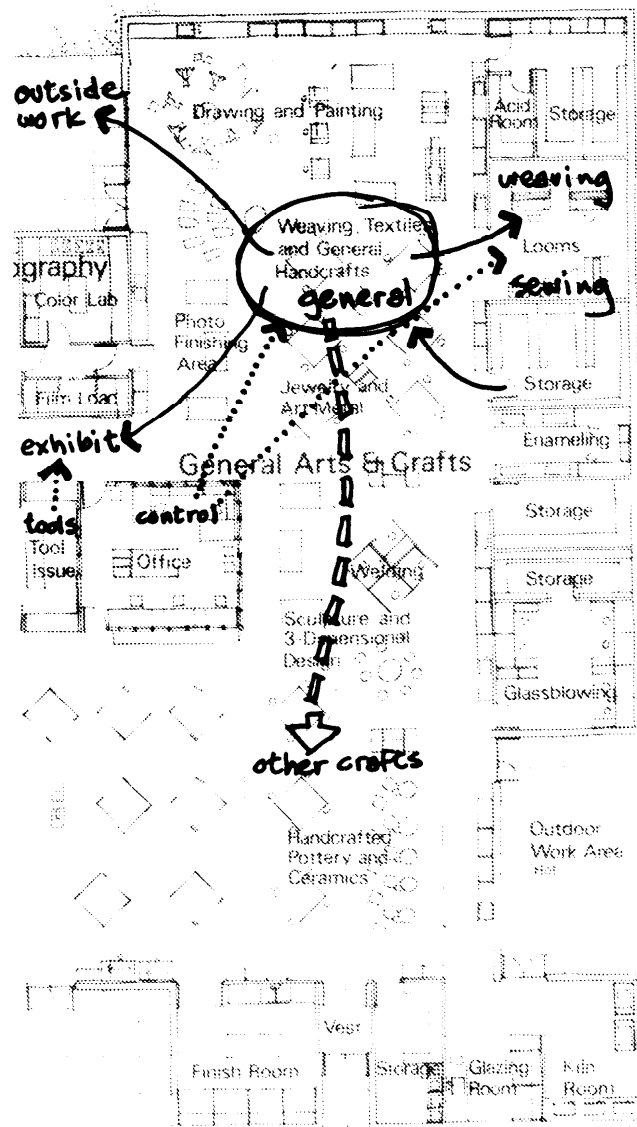 outside
work
Drawing and Painting
Acid
Room
Storage
weaving
Weaving, Textiles
and General
Handcrafts
Looms
general
sewing
ography
Color Lab
Photo
Finishing
Area
Film Load
Jewelry and
Art Metal
Storage
exhibit
Enameling
General Arts & Crafts
tools
control
Storage
Tool
issue
Office
Welding
Storage
Sculpture and
3-Dimensional
Design
Glassblowing
other crafts
Handcrafted
Pottery and
Ceramics
Outdoor
Work Area
Vest
Finish Room
Storage
Glazing
Room
Kiln
Room